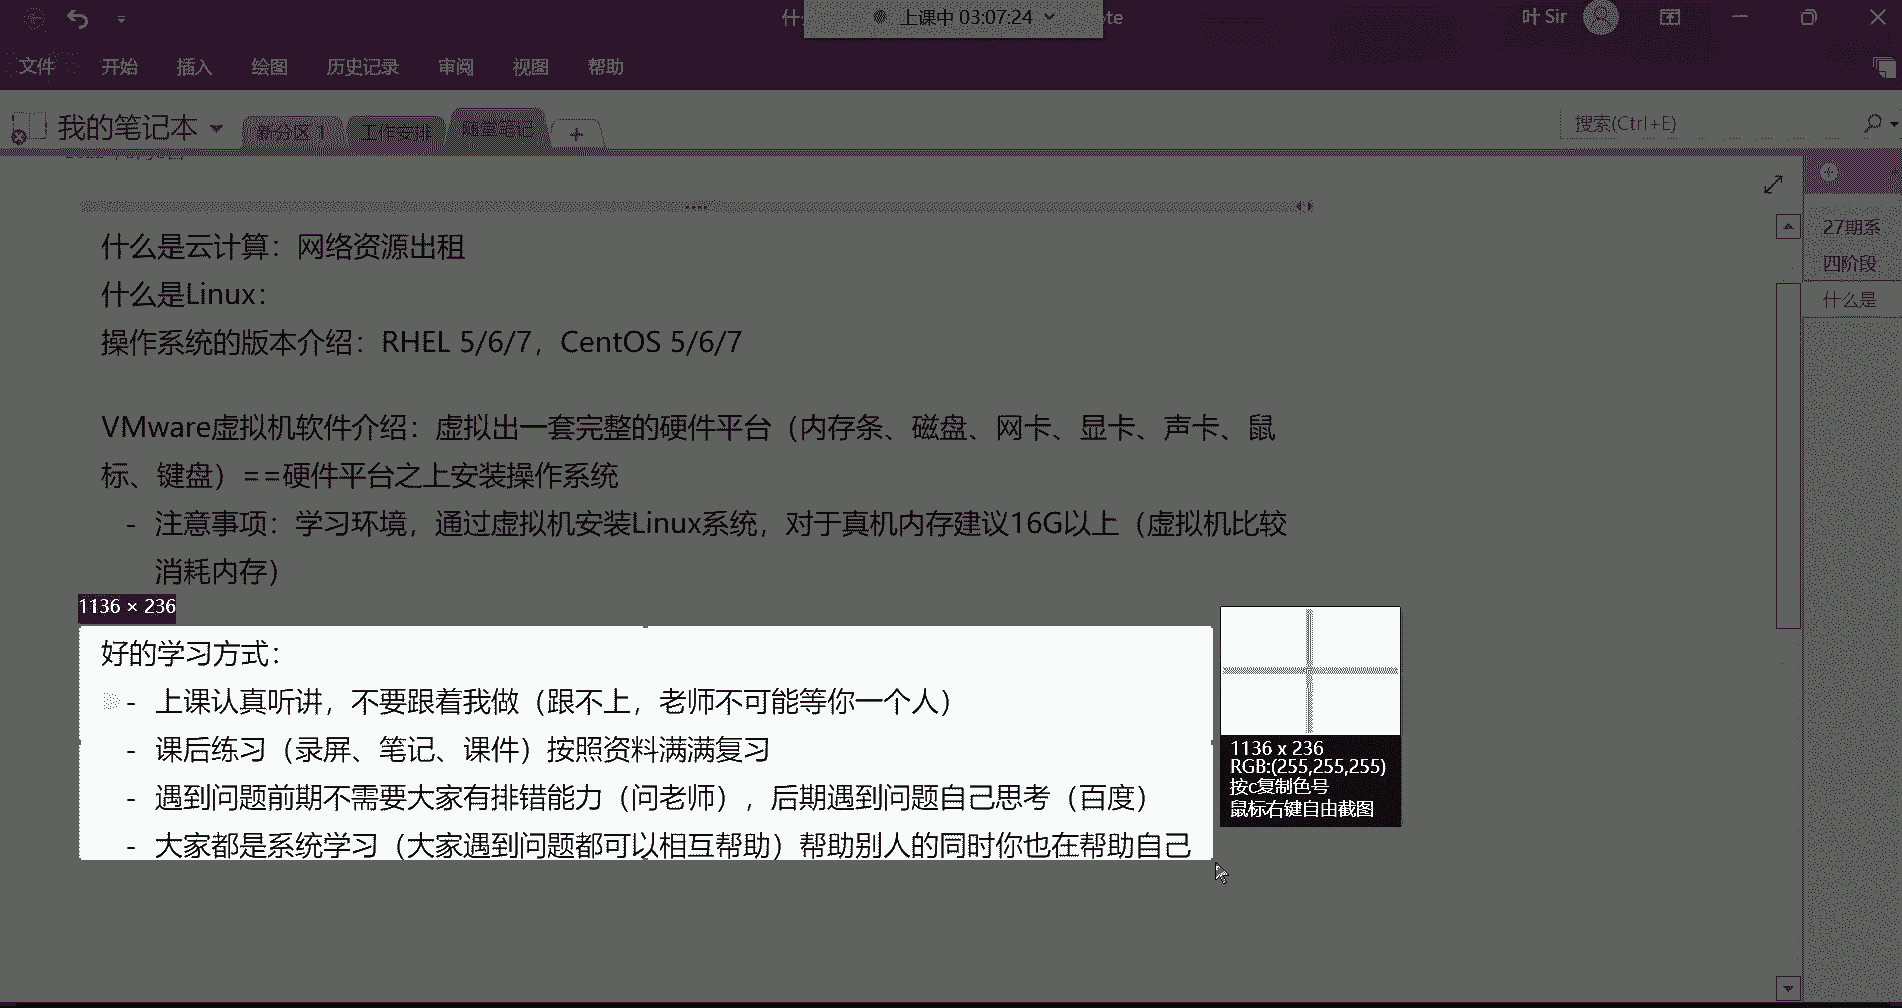 上课中 03:07:24
叶 Sir
文件 开始 插入 绘图 历史记录 审阅 视图 帮助
我的笔记本 新分区 1 工作安排 随堂笔记 +
搜索(Ctrl+E)
27期系
四阶段
什么是
什么是云计算：网络资源出租
什么是Linux：
操作系统的版本介绍：RHEL 5/6/7，CentOS 5/6/7
VMware虚拟机软件介绍：虚拟出一套完整的硬件平台（内存条、磁盘、网卡、显卡、声卡、鼠
标、键盘）==硬件平台之上安装操作系统
- 注意事项：学习环境，通过虚拟机安装Linux系统，对于真机内存建议16G以上（虚拟机比较
消耗内存）
1136 × 236
好的学习方式：
- 上课认真听讲，不要跟着我做（跟不上，老师不可能等你一个人）
- 课后练习（录屏、笔记、课件）按照资料满满复习
- 遇到问题前期不需要大家有排错能力（问老师），后期遇到问题自己思考（百度）
- 大家都是系统学习（大家遇到问题都可以相互帮助）帮助别人的同时你也在帮助自己
1136 x 236
RGB:(255,255,255)
按c复制色号
鼠标右键自由截图